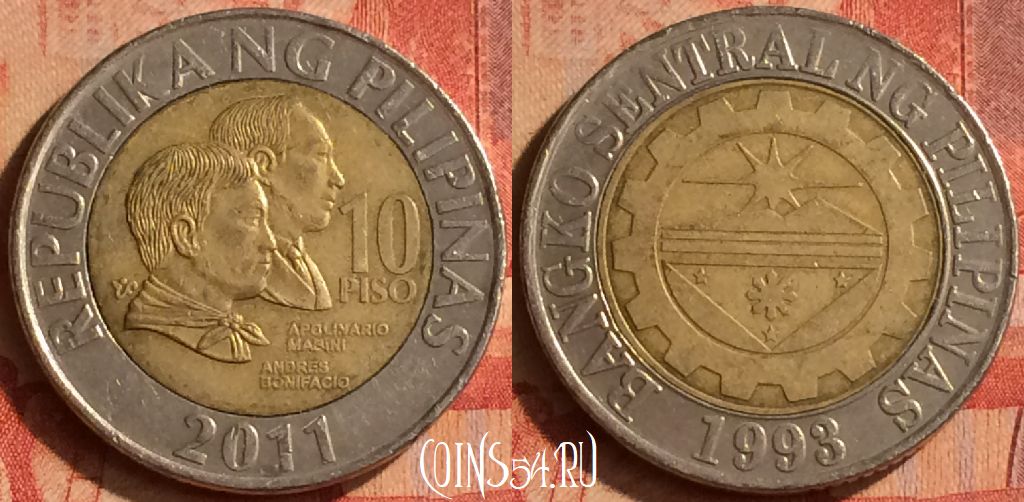 REPUBLIKA NG PILIPINAS
10
PISO
APOLINARIO
MABINI
ANDRES
BONIFACIO
2011
BANGKO SENTRAL NG PILIPINAS
1993
COINS54.RU